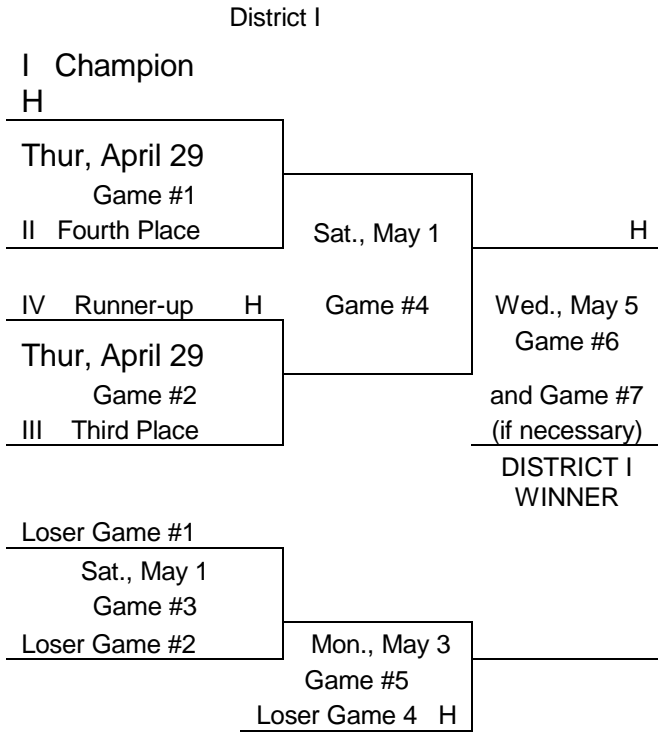 District I
I Champion
H
Thur, April 29
Game #1
II Fourth Place
Sat., May 1
H
IV Runner-up H
Game #4
Wed., May 5
Game #6
Thur, April 29
Game #2
and Game #7
III Third Place
(if necessary)
DISTRICT I
WINNER
Loser Game #1
Sat., May 1
Game #3
Loser Game #2
Mon., May 3
Game #5
Loser Game 4 H